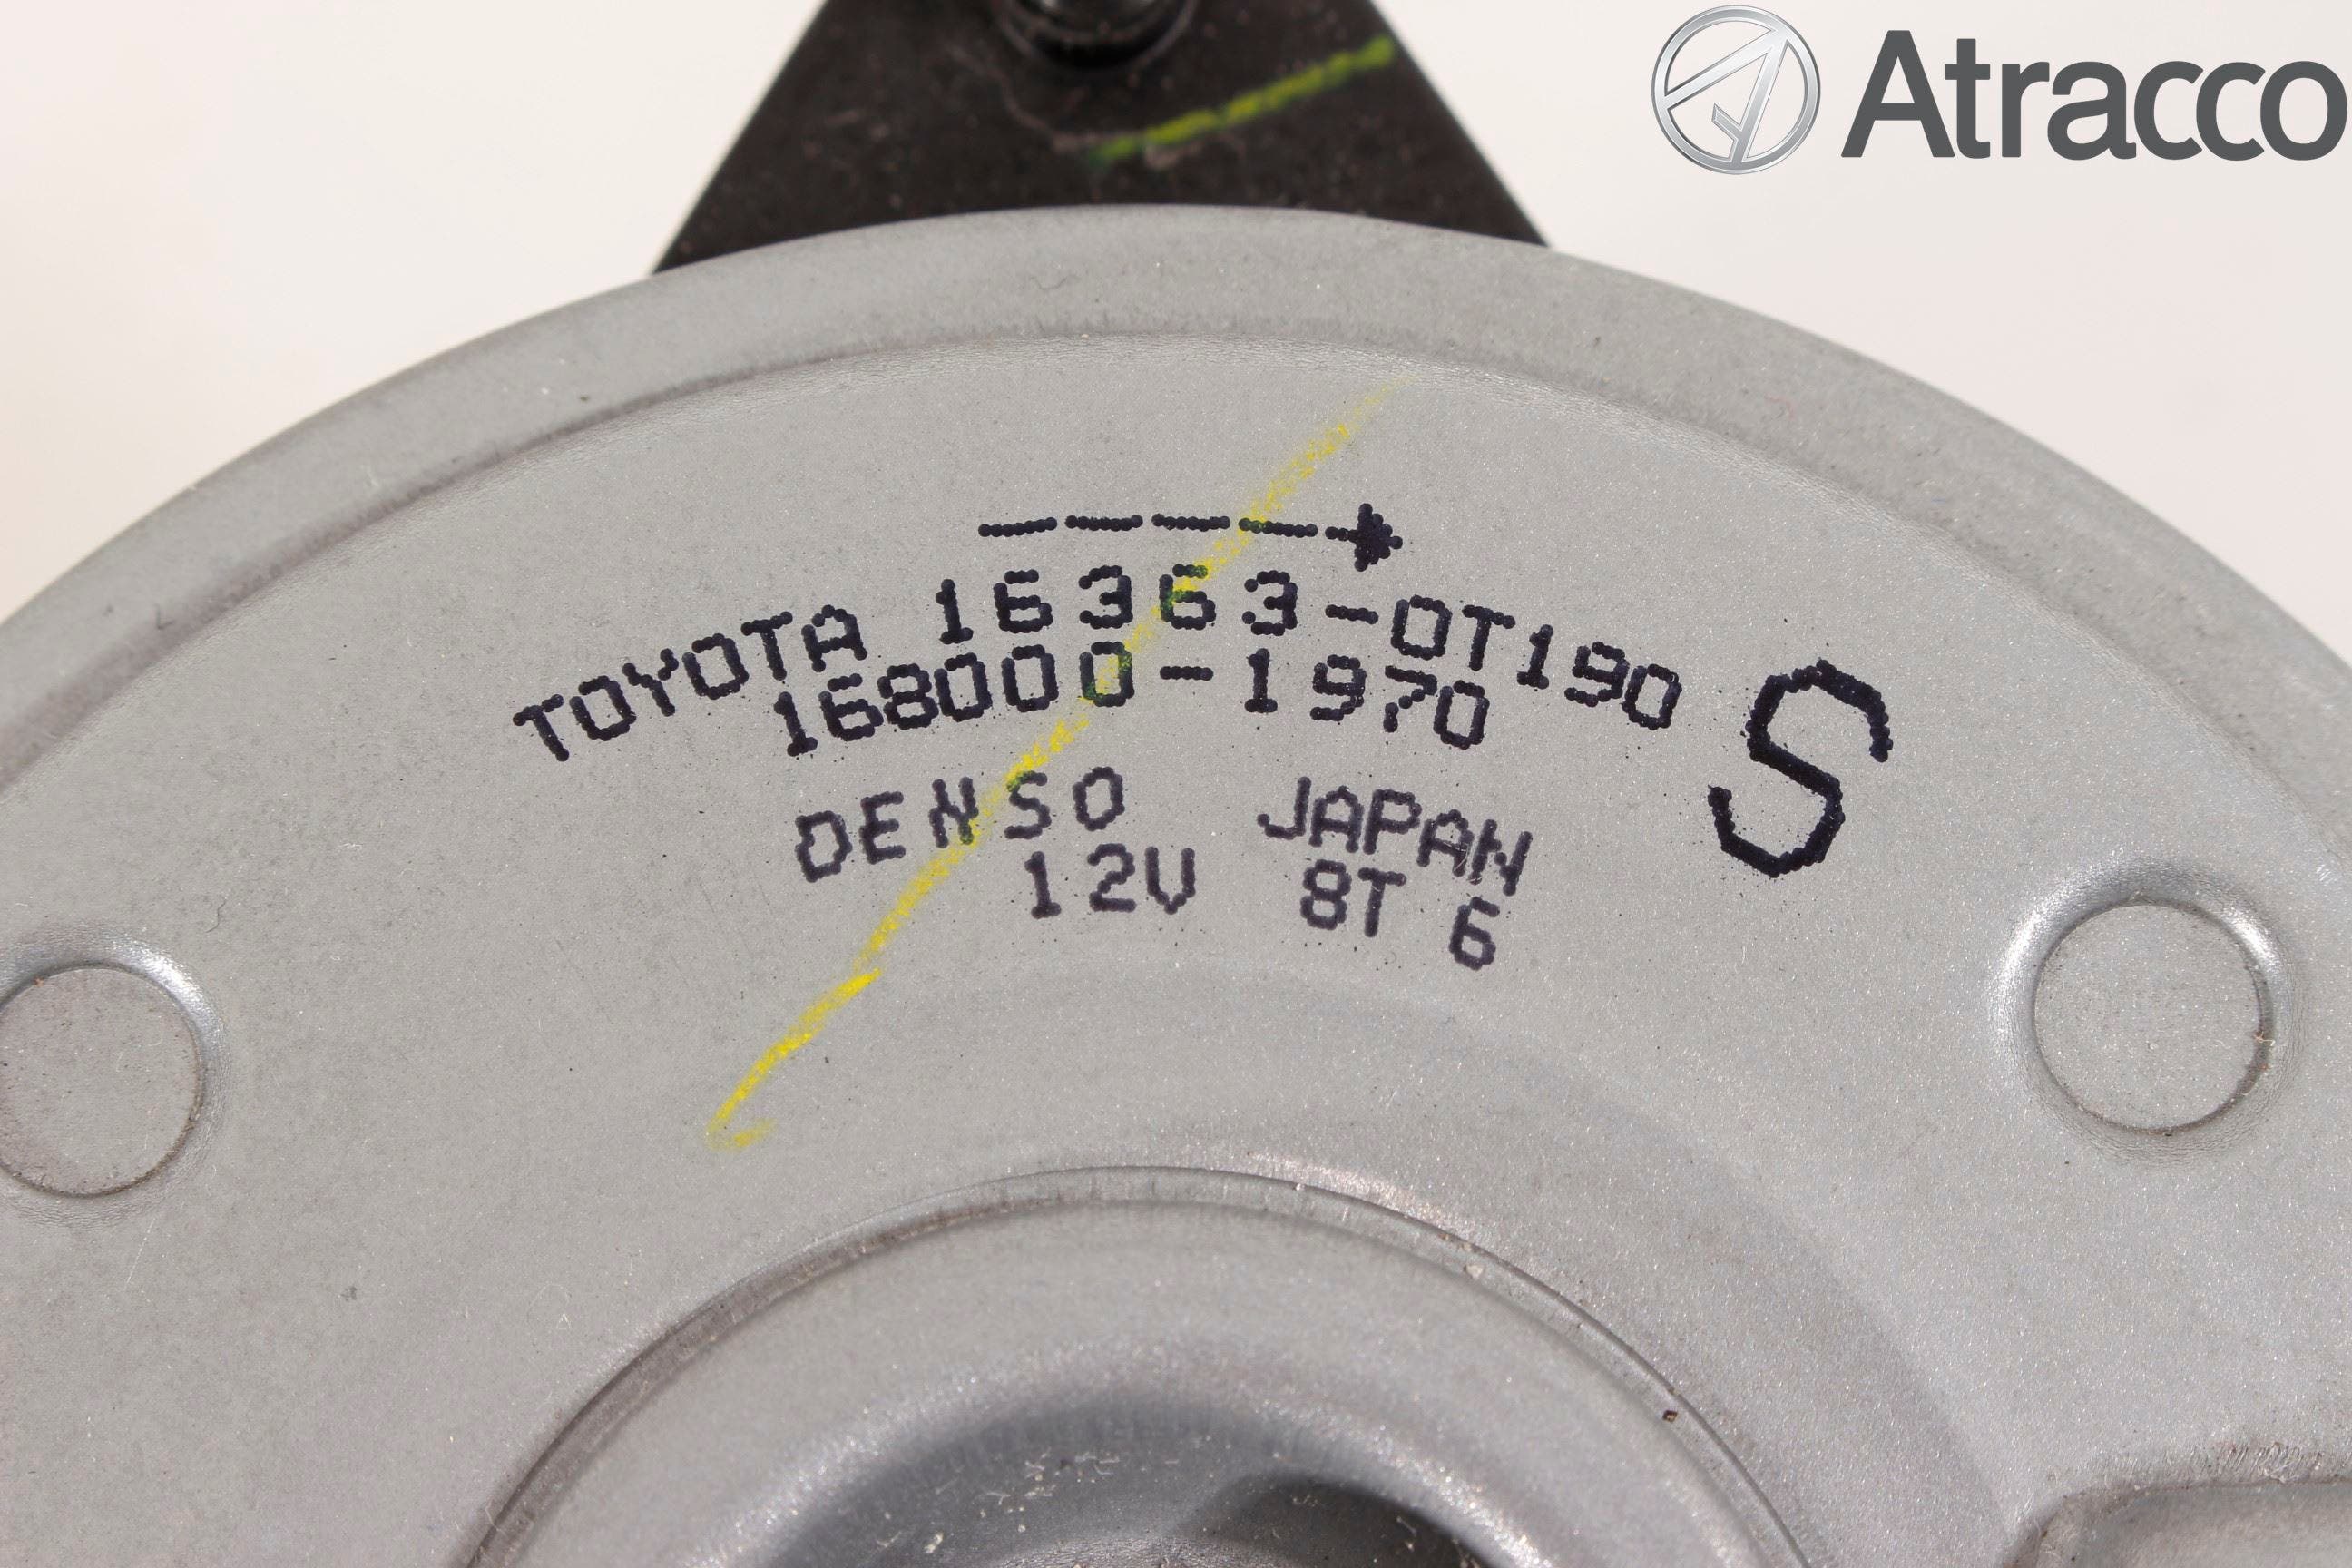 Atracco
TOYOTA 16363-0T190
168000-1970
S
DENSO JAPAN
12V 8T 6